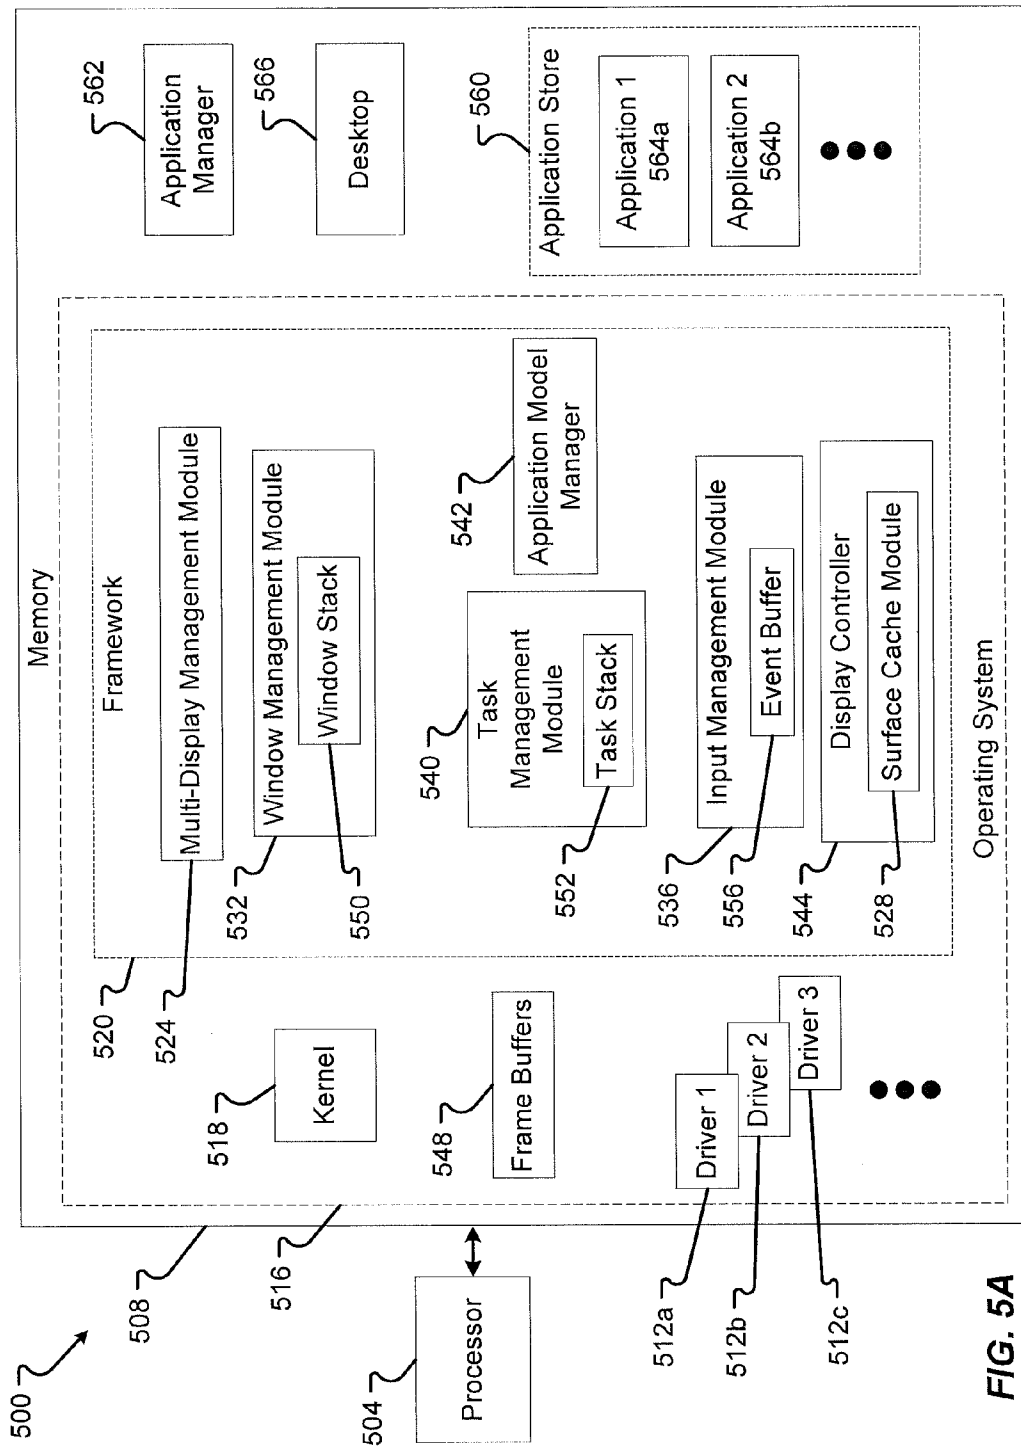 500
508
Memory
516
520
Framework
524
Multi-Display Management Module
562
Application
Manager
532
Window Management Module
550
Window Stack
566
Desktop
518
Kernel
548
Frame Buffers
504
Processor
540
Task
Management
Module
552
Task Stack
542
Application Model
Manager
560
Application Store
Application 1
564a
Application 2
564b
536
Input Management Module
556
Event Buffer
544
Display Controller
528
Surface Cache Module
512a
Driver 1
512b
Driver 2
512c
Driver 3
Operating System
FIG. 5A